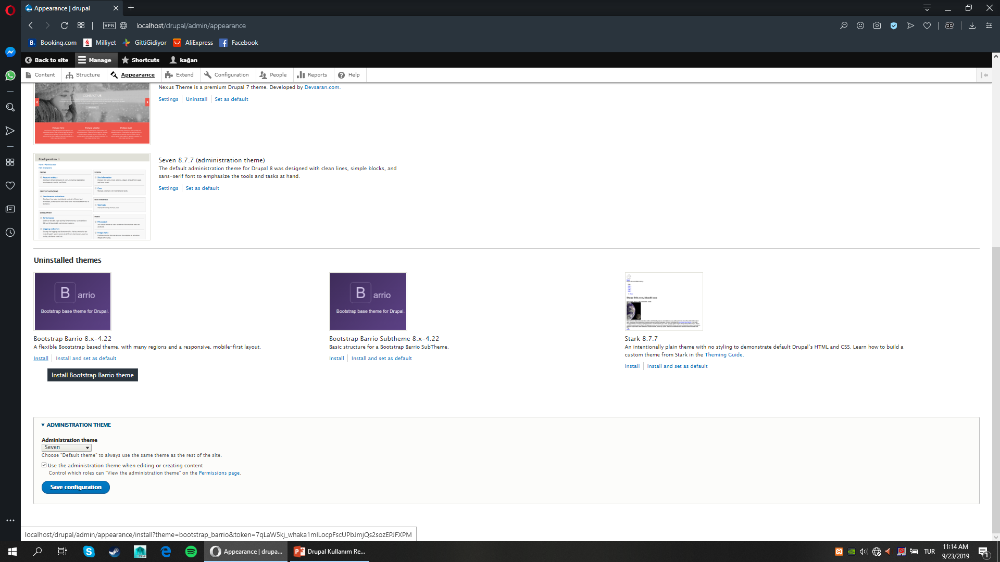 Appearance | drupal
VPN
localhost/drupal/admin/appearance
B. Booking.com Milliyet GittiGidiyor AliExpress Facebook
Back to site Manage Shortcuts kağan
Content Structure Appearance Extend Configuration People Reports Help
Nexus Theme is a premium Drupal 7 theme. Developed by Devsaran.com.
Settings Uninstall Set as default
CONTACT US
Preface First Preface Middle Preface Last
Configuration
Seven 8.7.7 (administration theme)
The default administration theme for Drupal 8 was designed with clean lines, simple blocks, and
sans-serif font to emphasize the tools and tasks at hand.
Settings Set as default
Uninstalled themes
B arrio
Bootstrap base theme for Drupal.
B arrio
Bootstrap base theme for Drupal.
Bootstrap Barrio 8.x-4.22
A flexible Booststrap based theme, with many regions and a responsive, mobile-first layout.
Install Install and set as default
Install Bootstrap Barrio theme
Bootstrap Barrio Subtheme 8.x-4.22
Basic structure for a Bootstrap Barrio SubTheme.
Install Install and set as default
Stark 8.7.7
An intentionally plain theme with no styling to demonstrate default Drupal's HTML and CSS. Learn how to build a
custom theme from Stark in the Theming Guide.
Install Install and set as default
ADMINISTRATION THEME
Administration theme
Seven
Choose "Default theme" to always use the same theme as the rest of the site.
Use the administration theme when editing or creating content
Control which roles can "View the administration theme" on the Permissions page.
Save configuration
localhost/drupal/admin/appearance/install?theme=bootstrap_barrio&token=7qLaW5kj_whaka1mILocpFscUPbJmjQs2sozEPJFXPM
Appearance | drupa... Drupal Kullanım Re...
TUR
11:14 AM
9/23/2019
1